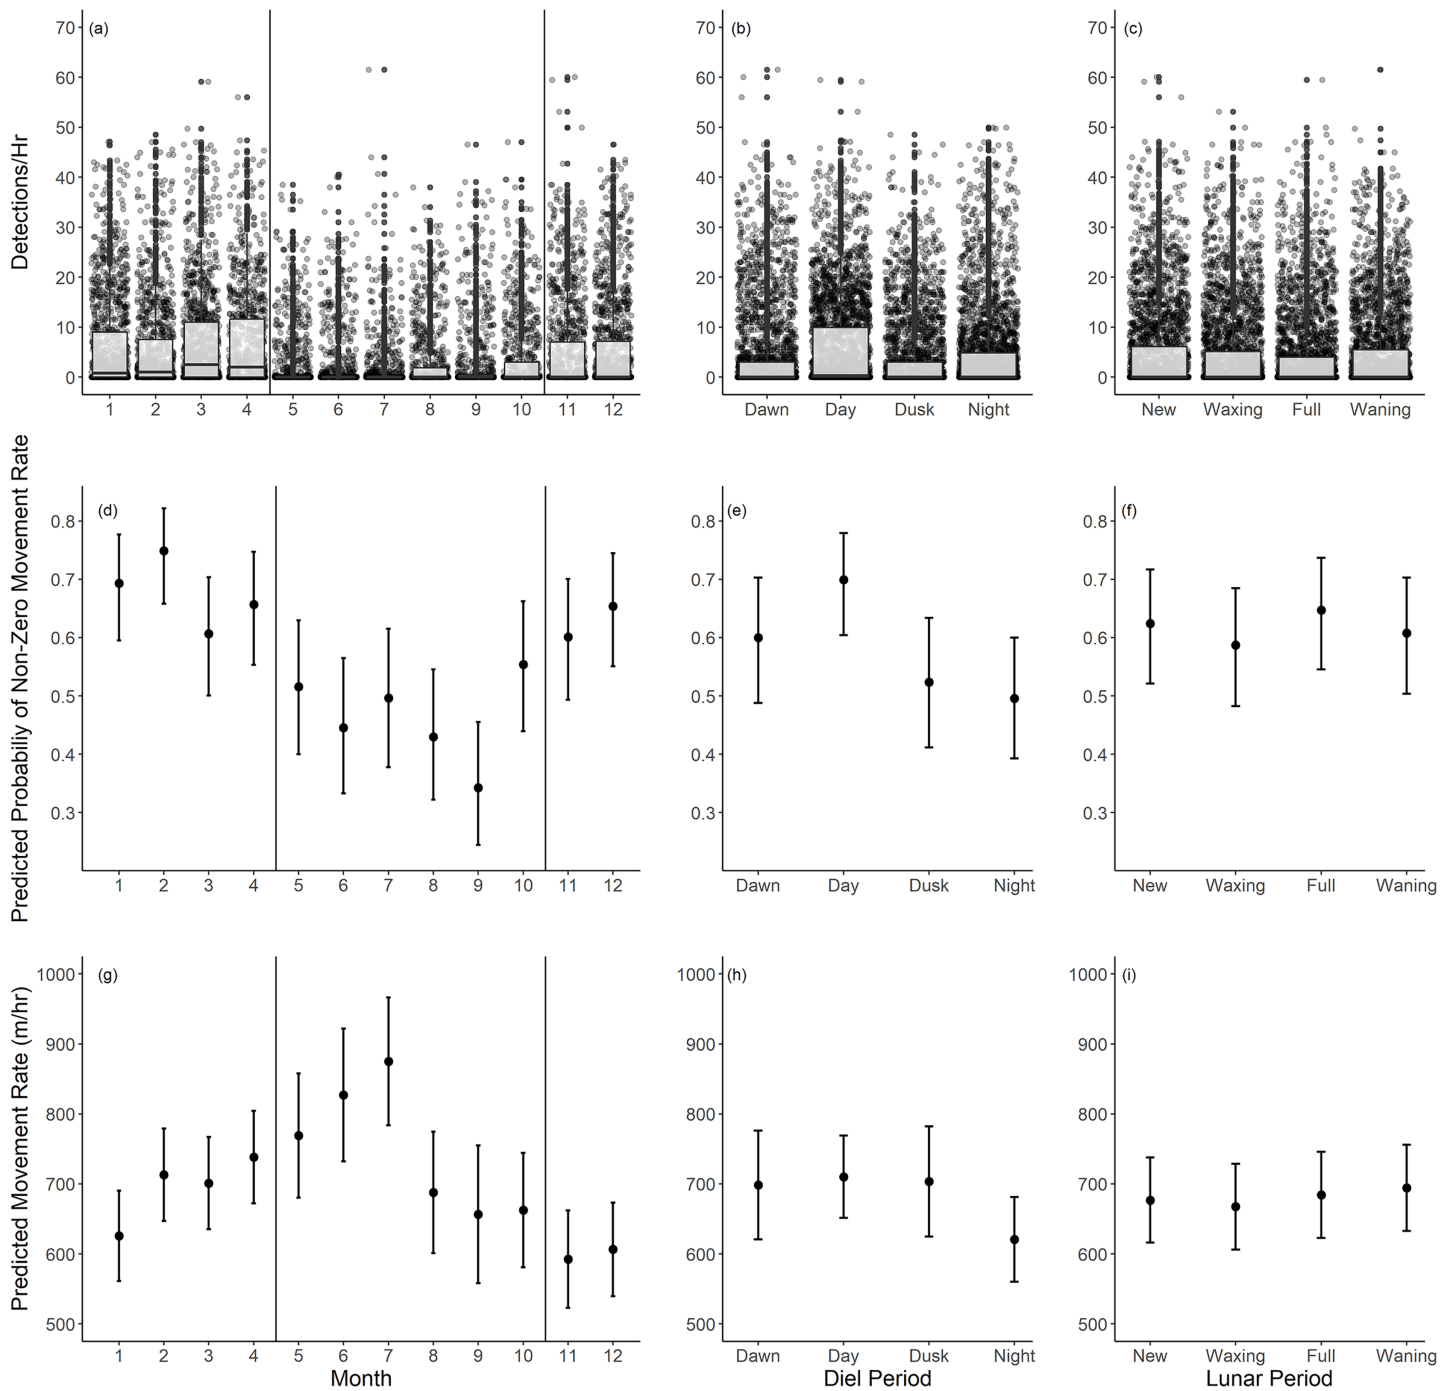 (a)
(b)
(c)
Detections/Hr
70
60
50
40
30
20
10
0
1 2 3 4 5 6 7 8 9 10 11 12
70
60
50
40
30
20
10
0
Dawn Day Dusk Night
70
60
50
40
30
20
10
0
New Waxing Full Waning
Predicted Probabiliy of Non-Zero Movement Rate
(d)
0.8
0.7
0.6
0.5
0.4
0.3
1 2 3 4 5 6 7 8 9 10 11 12
(e)
0.8
0.7
0.6
0.5
0.4
0.3
Dawn Day Dusk Night
(f)
0.8
0.7
0.6
0.5
0.4
0.3
New Waxing Full Waning
Predicted Movement Rate (m/hr)
(g)
1000
900
800
700
600
500
1 2 3 4 5 6 7 8 9 10 11 12
Month
(h)
1000
900
800
700
600
500
Dawn Day Dusk Night
Diel Period
(i)
1000
900
800
700
600
500
New Waxing Full Waning
Lunar Period